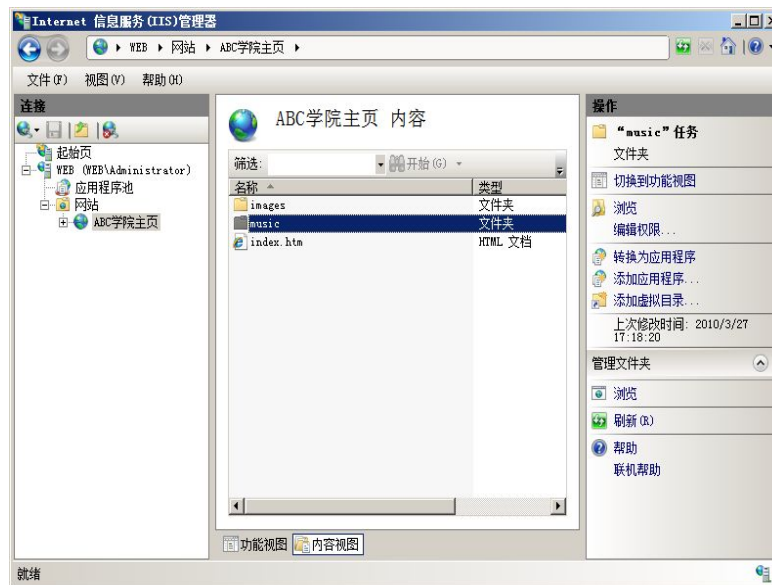 Internet 信息服务(IIS)管理器
WEB 网站 ABC学院主页
文件(F) 视图(V) 帮助(H)
连接
起始页
WEB (WEB\Administrator)
应用程序池
网站
ABC学院主页
ABC学院主页 内容
筛选: 开始(G)
名称 类型
images 文件夹
music 文件夹
index.htm HTML 文档
功能视图 内容视图
操作
“music”任务
文件夹
切换到功能视图
浏览
编辑权限...
转换为应用程序
添加应用程序...
添加虚拟目录...
上次修改时间: 2010/3/27
17:18:20
管理文件夹
浏览
刷新(R)
帮助
联机帮助
就绪